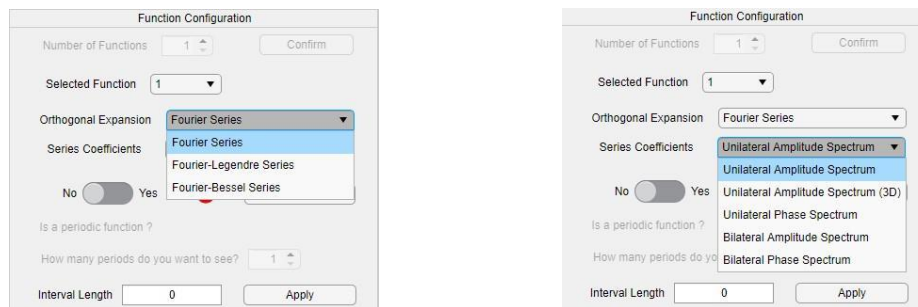 Function Configuration
Number of Functions 1 Confirm
Selected Function 1
Orthogonal Expansion Fourier Series
Fourier Series
Series Coefficients
Fourier-Legendre Series
Fourier-Bessel Series
No Yes
Is a periodic function ?
How many periods do you want to see? 1
Interval Length 0 Apply
Function Configuration
Number of Functions 1 Confirm
Selected Function 1
Orthogonal Expansion Fourier Series
Series Coefficients Unilateral Amplitude Spectrum
Unilateral Amplitude Spectrum
No Yes Unilateral Amplitude Spectrum (3D)
Unilateral Phase Spectrum
Is a periodic function ?
Bilateral Amplitude Spectrum
How many periods do yo
Bilateral Phase Spectrum
Interval Length 0 Apply